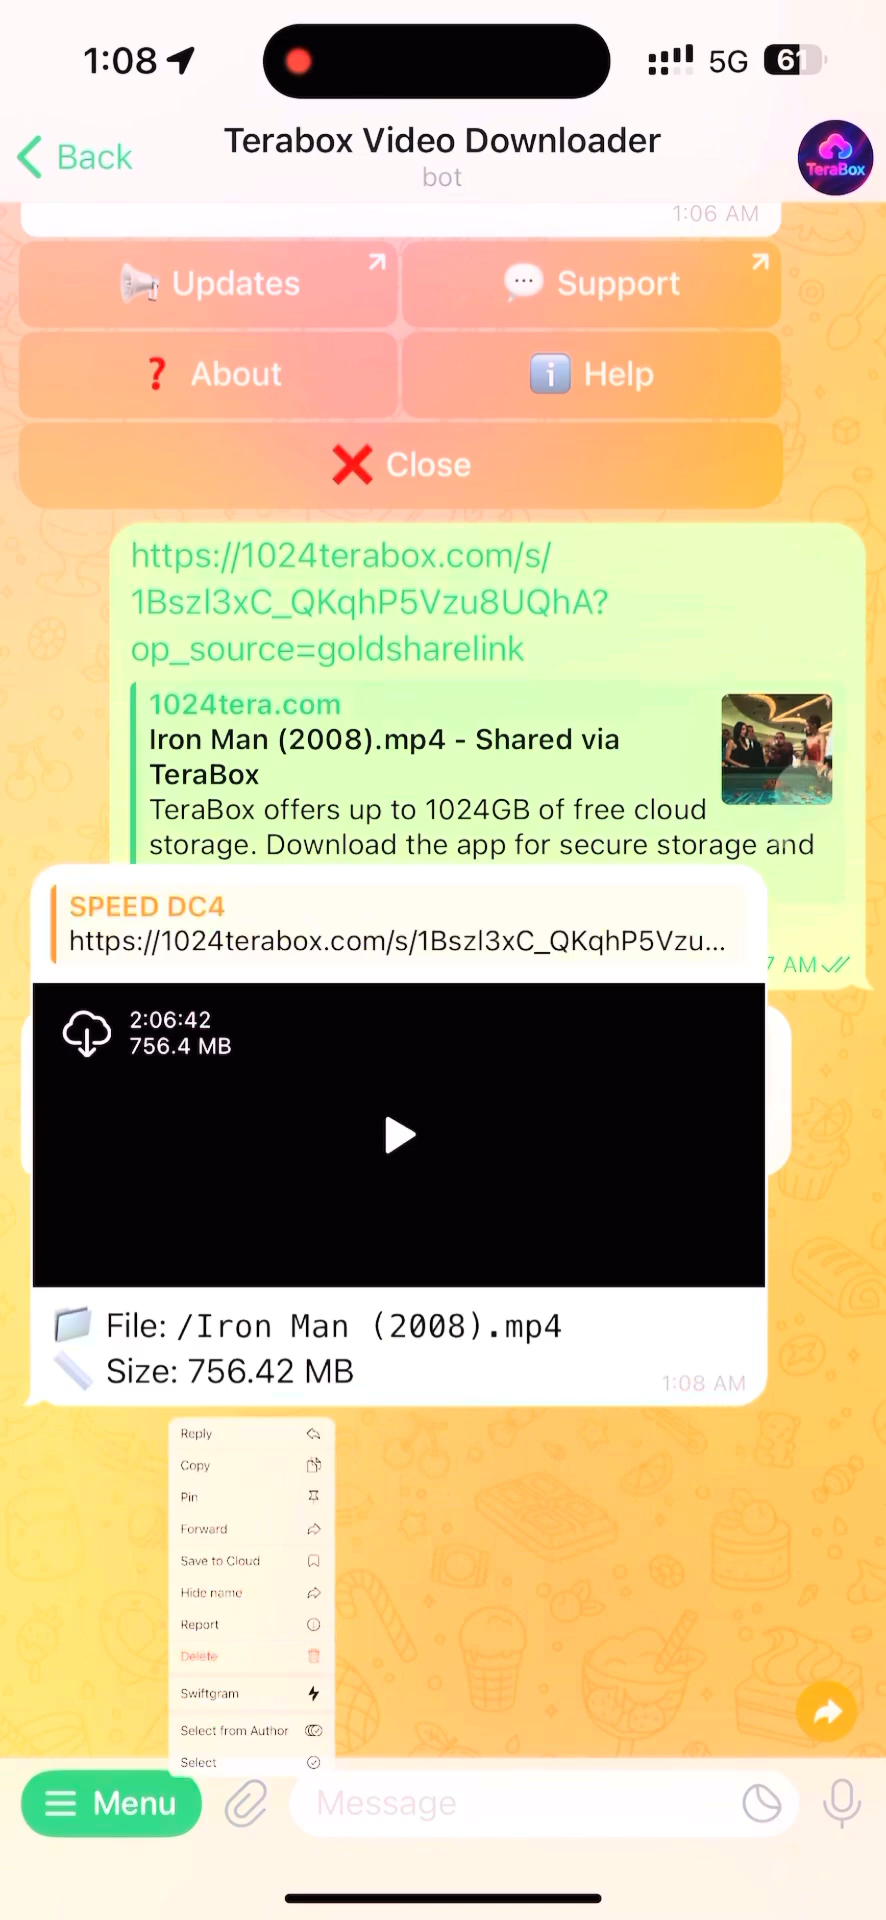 1:08
5G
61
Back
Terabox Video Downloader
bot
TeraBox
1:06 AM
Updates
Support
About
Help
Close
https://1024terabox.com/s/
1BszI3xC_QKqhP5Vzu8UQhA?
op_source=goldsharelink
1024tera.com
Iron Man (2008).mp4 - Shared via
TeraBox
TeraBox offers up to 1024GB of free cloud
storage. Download the app for secure storage and
7 AM
SPEED DC4
https://1024terabox.com/s/1BszI3xC_QKqhP5Vzu...
2:06:42
756.4 MB
File: /Iron Man (2008).mp4
Size: 756.42 MB
1:08 AM
Reply
Copy
Pin
Forward
Save to Cloud
Hide name
Report
Delete
Swiftgram
Select from Author
Select
Menu
Message